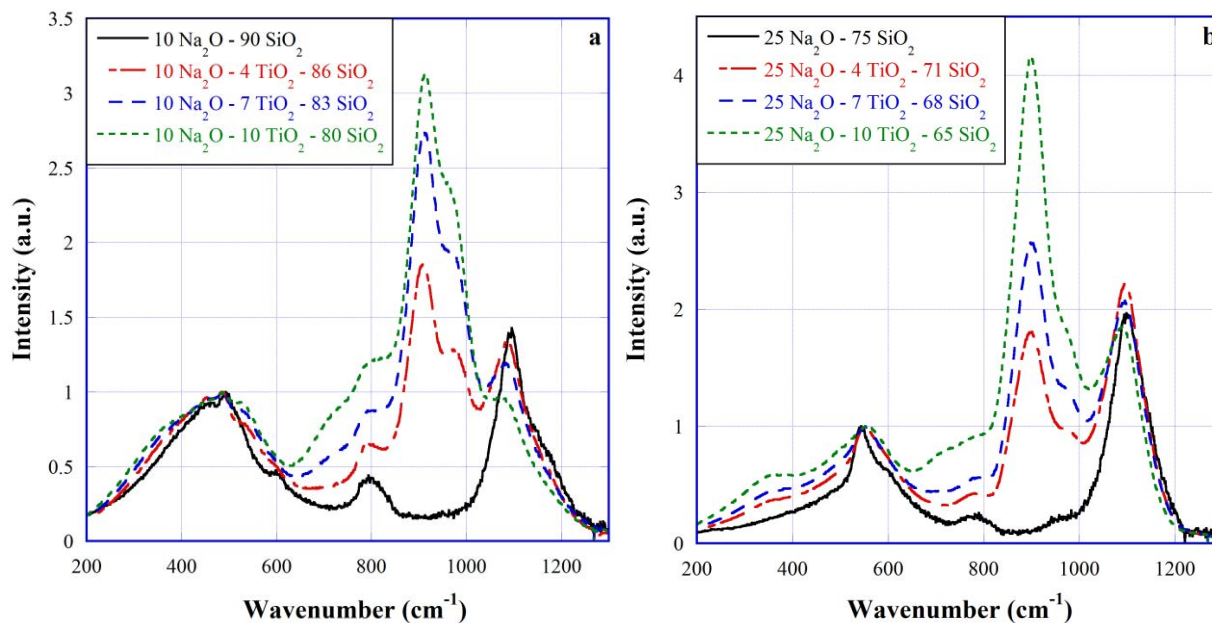 3.5
3
2.5
2
1.5
1
0.5
0
200 400 600 800 1000 1200
Intensity (a.u.)
Wavenumber (cm⁻¹)
a
10 Na₂O - 90 SiO₂
10 Na₂O - 4 TiO₂ - 86 SiO₂
10 Na₂O - 7 TiO₂ - 83 SiO₂
10 Na₂O - 10 TiO₂ - 80 SiO₂
4
3
2
1
0
200 400 600 800 1000 1200
Intensity (a.u.)
Wavenumber (cm⁻¹)
b
25 Na₂O - 75 SiO₂
25 Na₂O - 4 TiO₂ - 71 SiO₂
25 Na₂O - 7 TiO₂ - 68 SiO₂
25 Na₂O - 10 TiO₂ - 65 SiO₂